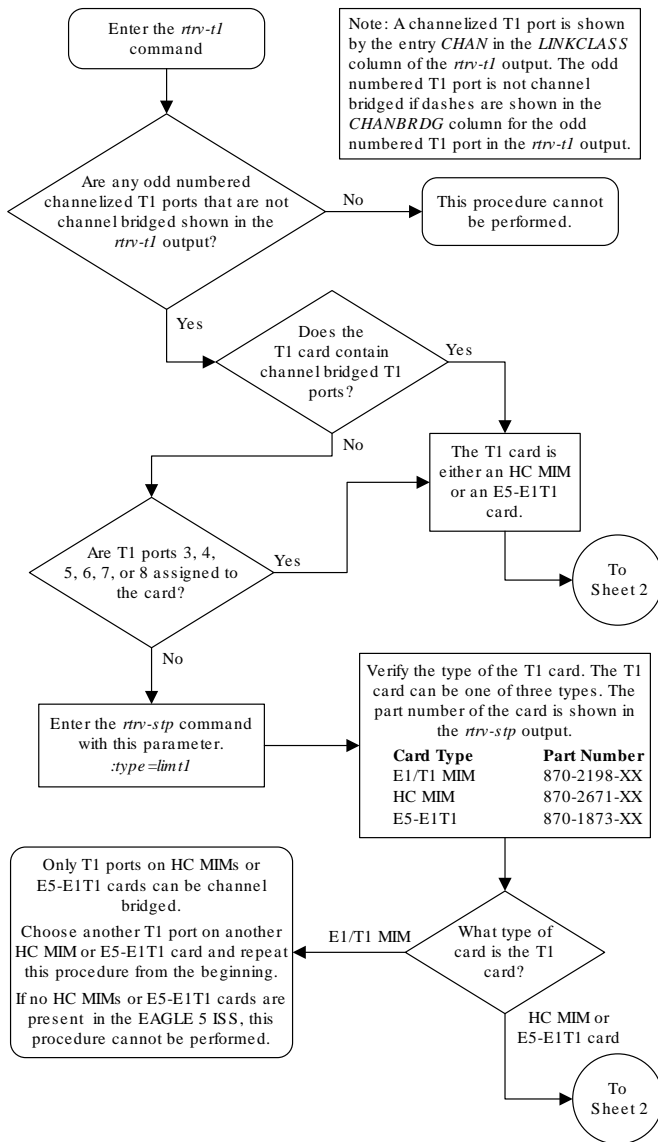 Enter the rtrv-t1
command
Note: A channelized T1 port is shown
by the entry CHAN in the LINKCLASS
column of the rtrv-t1 output. The odd
numbered T1 port is not channel
bridged if dashes are shown in the
CHANBRDG column for the odd
numbered T1 port in the rtrv-t1 output.
Are any odd numbered
channelized T1 ports that are not
channel bridged shown in the
rtrv-t1 output?
No
This procedure cannot
be performed.
Yes
Does the
T1 card contain
channel bridged T1
ports?
Yes
No
The T1 card is
either an HC MIM
or an E5-E1T1
card.
Are T1 ports 3, 4,
5, 6, 7, or 8 assigned to
the card?
Yes
To
Sheet 2
No
Enter the rtrv-stp command
with this parameter.
:type=limt1
Verify the type of the T1 card. The T1
card can be one of three types. The
part number of the card is shown in
the rtrv-stp output.
Card Type Part Number
E1/T1 MIM 870-2198-XX
HC MIM 870-2671-XX
E5-E1T1 870-1873-XX
Only T1 ports on HC MIMs or
E5-E1T1 cards can be channel
bridged.
Choose another T1 port on another
HC MIM or E5-E1T1 card and repeat
this procedure from the beginning.
If no HC MIMs or E5-E1T1 cards are
present in the EAGLE 5 ISS, this
procedure cannot be performed.
E1/T1 MIM
What type of
card is the T1
card?
HC MIM or
E5-E1T1 card
To
Sheet 2